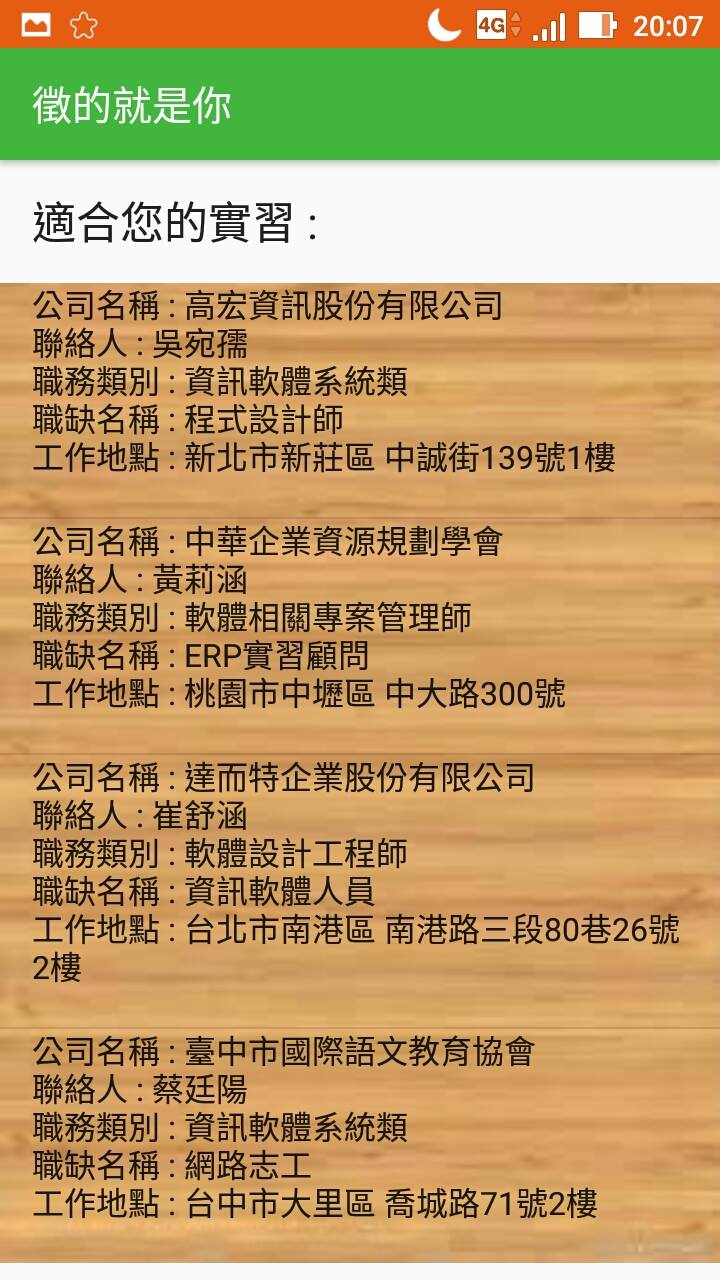 4G 20:07
徵的就是你
適合您的實習 :
公司名稱 : 高宏資訊股份有限公司
聯絡人 : 吳宛孺
職務類別 : 資訊軟體系統類
職缺名稱 : 程式設計師
工作地點 : 新北市新莊區 中誠街139號1樓
公司名稱 : 中華企業資源規劃學會
聯絡人 : 黃莉涵
職務類別 : 軟體相關專案管理師
職缺名稱 : ERP實習顧問
工作地點 : 桃園市中壢區 中大路300號
公司名稱 : 達而特企業股份有限公司
聯絡人 : 崔舒涵
職務類別 : 軟體設計工程師
職缺名稱 : 資訊軟體人員
工作地點 : 台北市南港區 南港路三段80巷26號
2樓
公司名稱 : 臺中市國際語文教育協會
聯絡人 : 蔡廷陽
職務類別 : 資訊軟體系統類
職缺名稱 : 網路志工
工作地點 : 台中市大里區 喬城路71號2樓